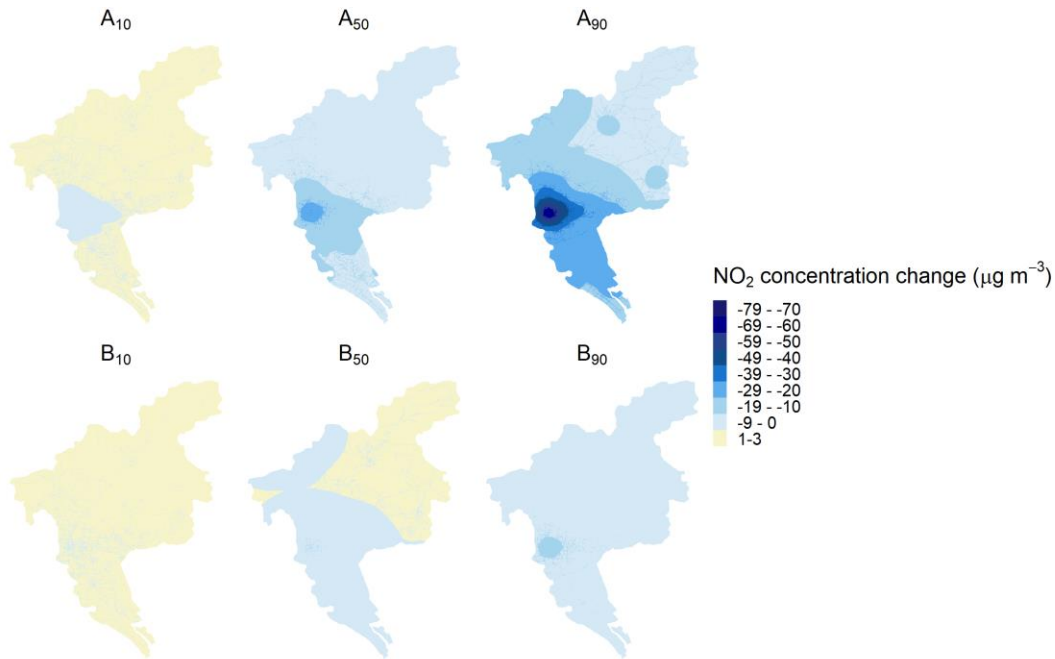 A₁₀ A₅₀ A₉₀
NO₂ concentration change (μg m⁻³)
-79 - -70
-69 - -60
-59 - -50
-49 - -40
-39 - -30
-29 - -20
-19 - -10
-9 - 0
1-3
B₁₀ B₅₀ B₉₀